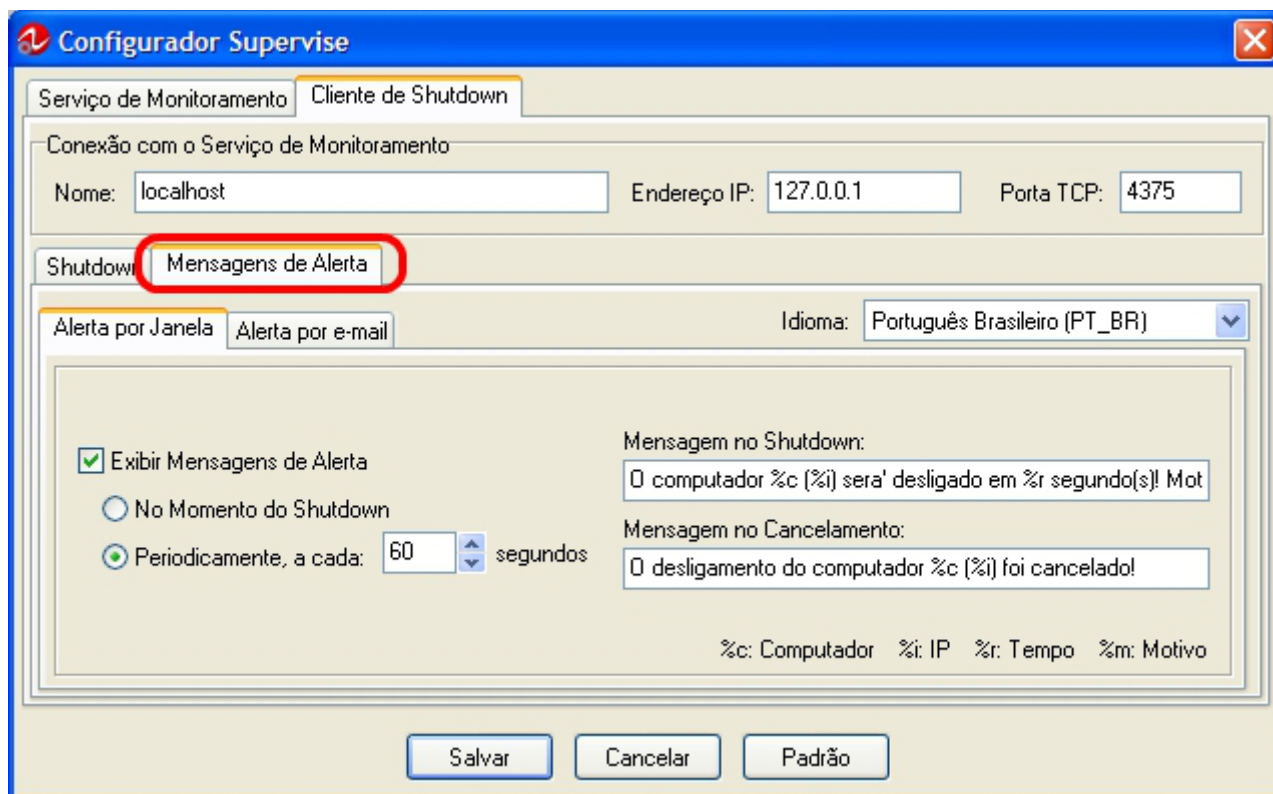 Configurador Supervise
Serviço de Monitoramento Cliente de Shutdown
Conexão com o Serviço de Monitoramento
Nome: localhost Endereço IP: 127.0.0.1 Porta TCP: 4375
Shutdown Mensagens de Alerta
Alerta por Janela Alerta por e-mail Idioma: Português Brasileiro (PT_BR)
Mensagem no Shutdown:
Exibir Mensagens de Alerta
O computador %c (%i) sera' desligado em %r segundo(s)! Mot
No Momento do Shutdown
Mensagem no Cancelamento:
Periodicamente, a cada: 60 segundos
O desligamento do computador %c (%i) foi cancelado!
%c: Computador %i: IP %r: Tempo %m: Motivo
Salvar Cancelar Padrão